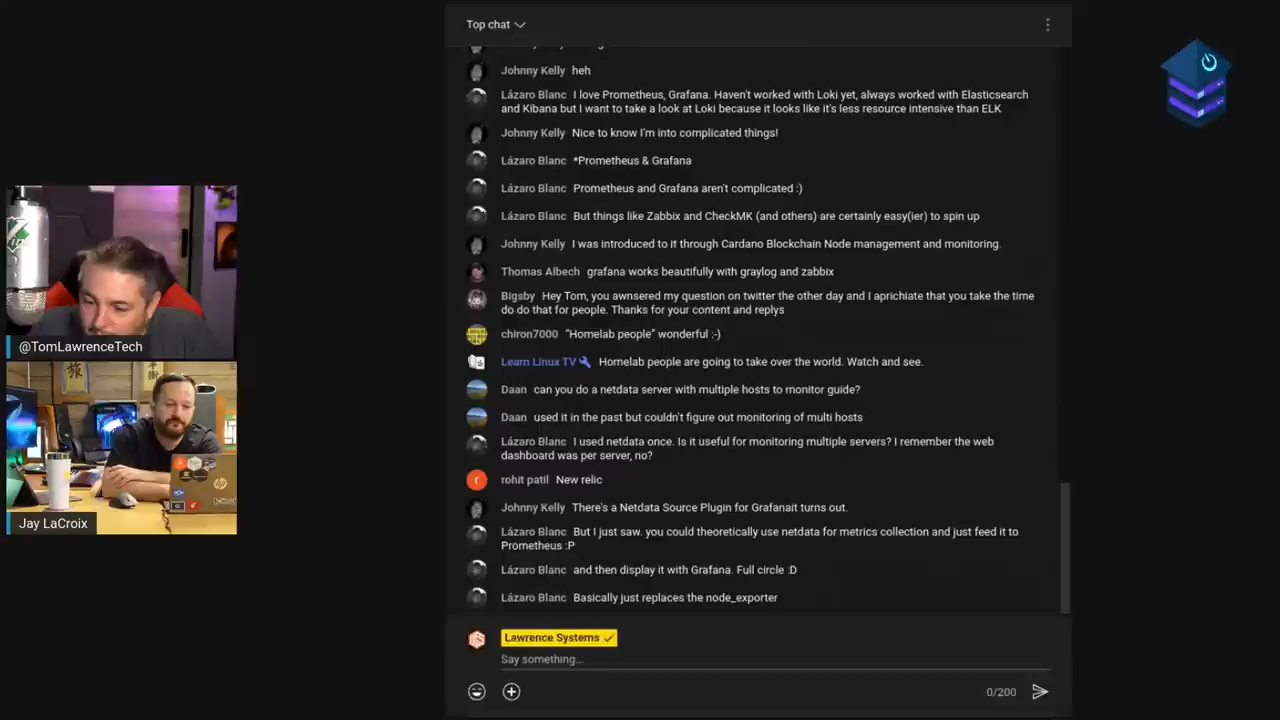 Top chat
Johnny Kelly heh
Lázaro Blanc I love Prometheus, Grafana. Haven't worked with Loki yet, always worked with Elasticsearch
and Kibana but I want to take a look at Loki because it looks like it's less resource intensive than ELK
Johnny Kelly Nice to know I'm into complicated things!
Lázaro Blanc *Prometheus & Grafana
Lázaro Blanc Prometheus and Grafana aren't complicated :)
Lázaro Blanc But things like Zabbix and CheckMK (and others) are certainly easy(ier) to spin up
Johnny Kelly I was introduced to it through Cardano Blockchain Node management and monitoring.
Thomas Albech grafana works beautifully with graylog and zabbix
Bigsby Hey Tom, you awnsered my question on twitter the other day and I aprichiate that you take the time
do do that for people. Thanks for your content and replys
chiron7000 “Homelab people” wonderful :-)
Learn Linux TV Homelab people are going to take over the world. Watch and see.
Daan can you do a netdata server with multiple hosts to monitor guide?
Daan used it in the past but couldn't figure out monitoring of multi hosts
Lázaro Blanc I used netdata once. Is it useful for monitoring multiple servers? I remember the web
dashboard was per server, no?
r rohit patil New relic
Johnny Kelly There's a Netdata Source Plugin for Grafanait turns out.
Lázaro Blanc But I just saw. you could theoretically use netdata for metrics collection and just feed it to
Prometheus :P
Lázaro Blanc and then display it with Grafana. Full circle :D
Lázaro Blanc Basically just replaces the node_exporter
Lawrence Systems
Say something...
0/200
@TomLawrenceTech
Jay LaCroix